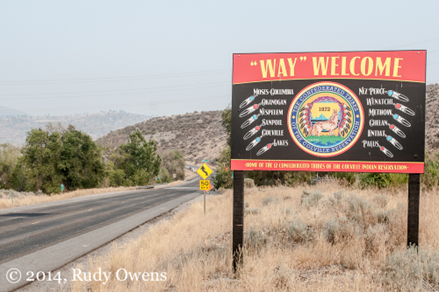 "WAY" WELCOME
MOSES-COLUMBIA
OKANOGAN
NESPELEM
SANPOIL
COLVILLE
LAKES
THE CONFEDERATED TRIBES
1872
COLVILLE RESERVATION
NEZ PERCE
WENATCHI
METHOW
CHELAN
ENTIAT
PALUS
HOME OF THE 12 CONFEDERATED TRIBES OF THE COLVILLE INDIAN RESERVATION
© 2014, Rudy Owens